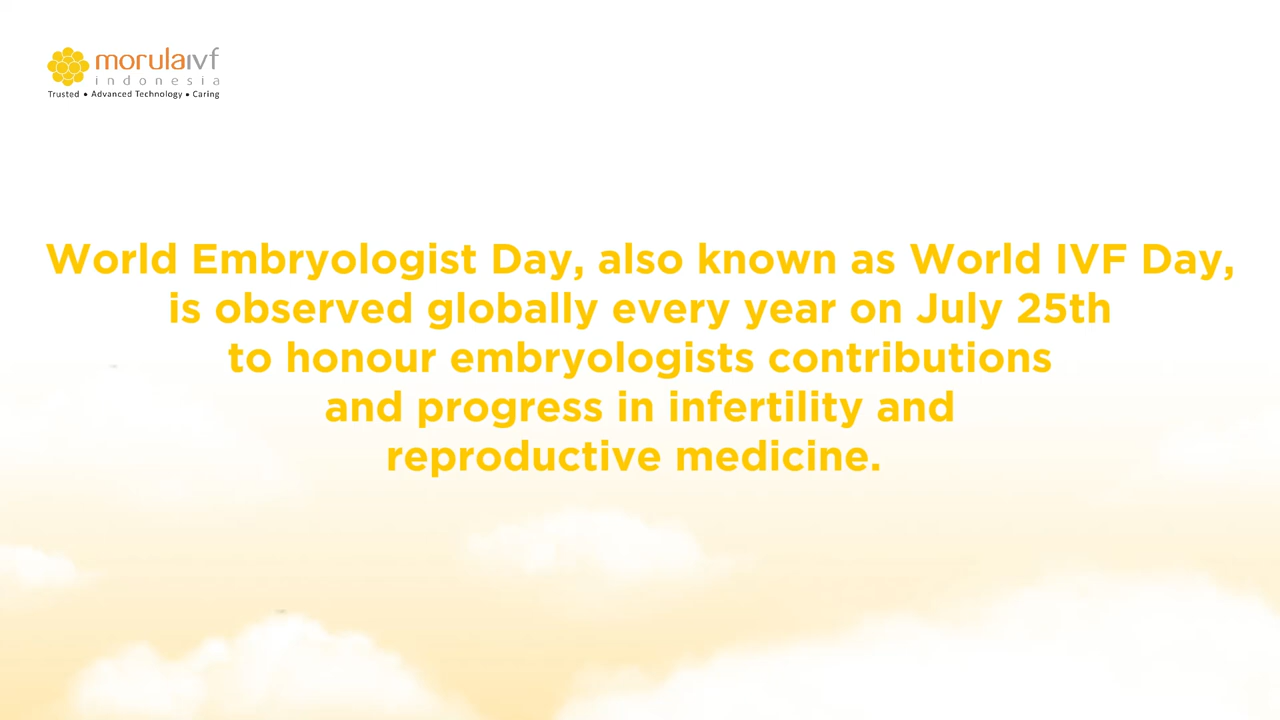 morulaivf
indonesia
Trusted • Advanced Technology • Caring
World Embryologist Day, also known as World IVF Day,
is observed globally every year on July 25th
to honour embryologists contributions
and progress in infertility and
reproductive medicine.